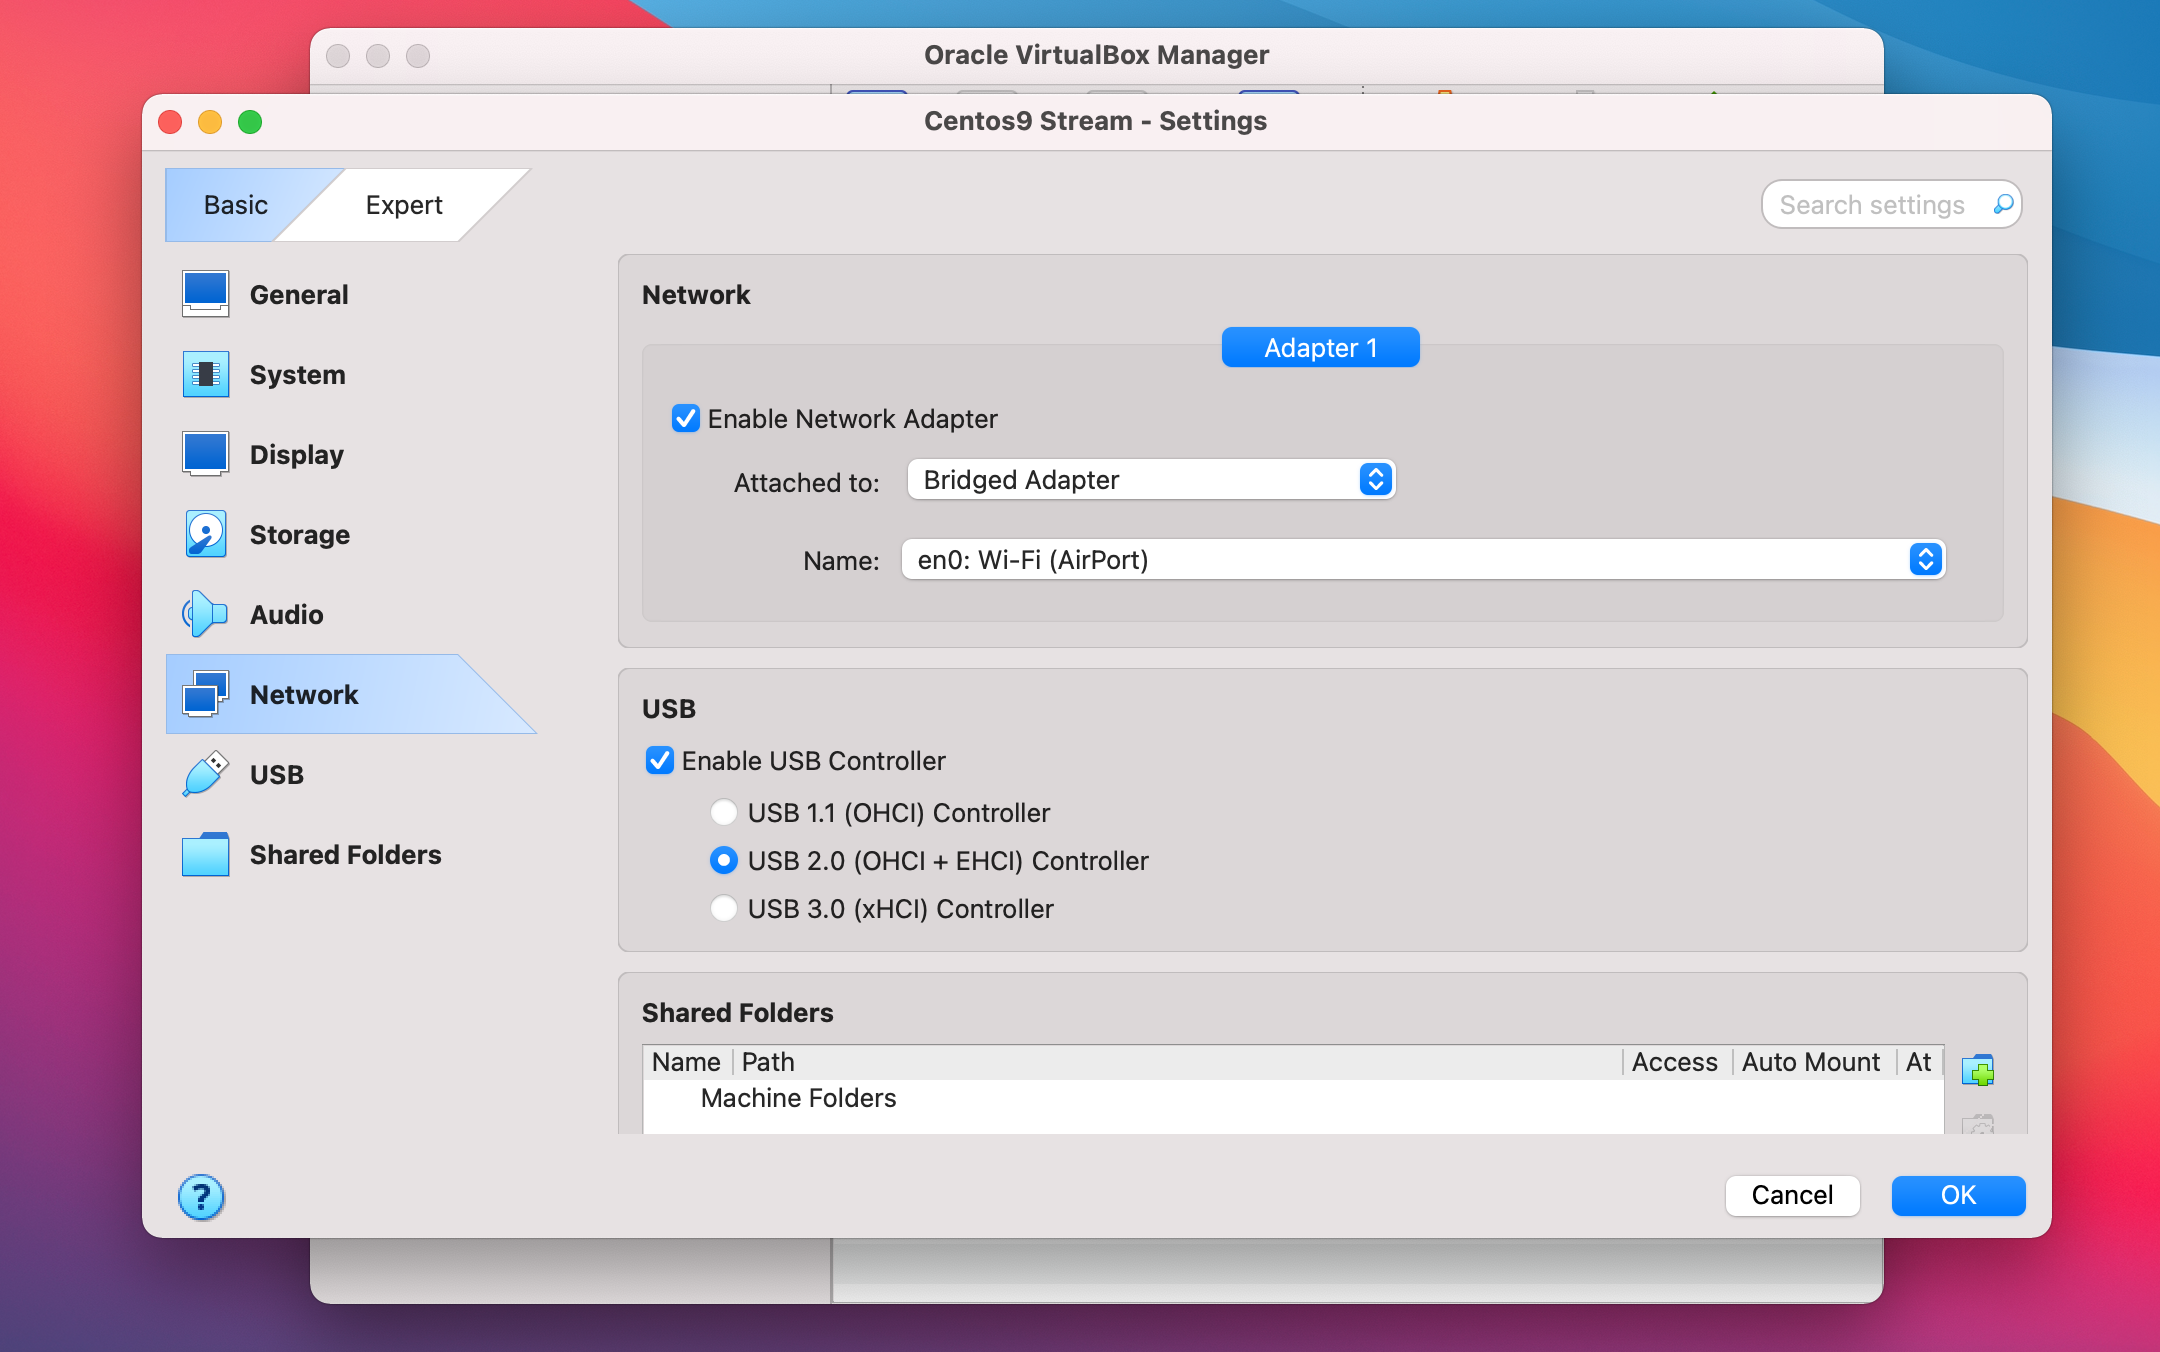 Oracle VirtualBox Manager
Centos9 Stream - Settings
Basic
Expert
Search settings
General
System
Display
Storage
Audio
Network
USB
Shared Folders
Network
Adapter 1
Enable Network Adapter
Attached to: Bridged Adapter
Name: en0: Wi-Fi (AirPort)
USB
Enable USB Controller
USB 1.1 (OHCI) Controller
USB 2.0 (OHCI + EHCI) Controller
USB 3.0 (xHCI) Controller
Shared Folders
Name Path Access Auto Mount At
Machine Folders
?
Cancel
OK